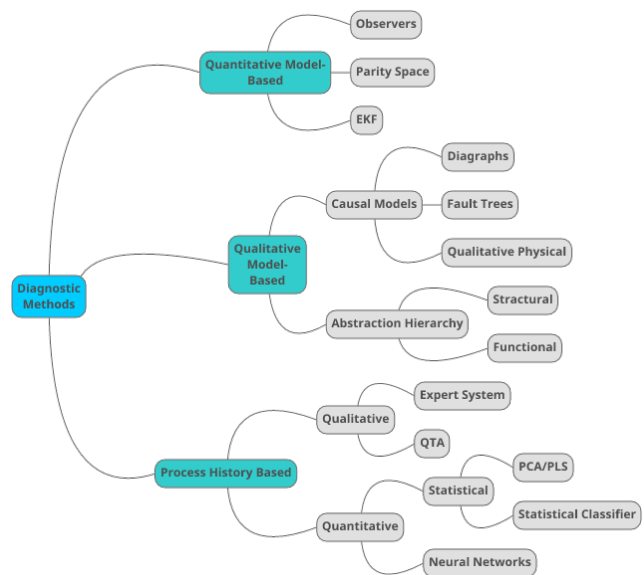 Observers
Quantitative Model-
Based
Parity Space
EKF
Diagraphs
Causal Models
Fault Trees
Qualitative
Model-
Based
Qualitative Physical
Diagnostic
Methods
Stractural
Abstraction Hierarchy
Functional
Expert System
Qualitative
QTA
Process History Based
PCA/PLS
Statistical
Statistical Classifier
Quantitative
Neural Networks